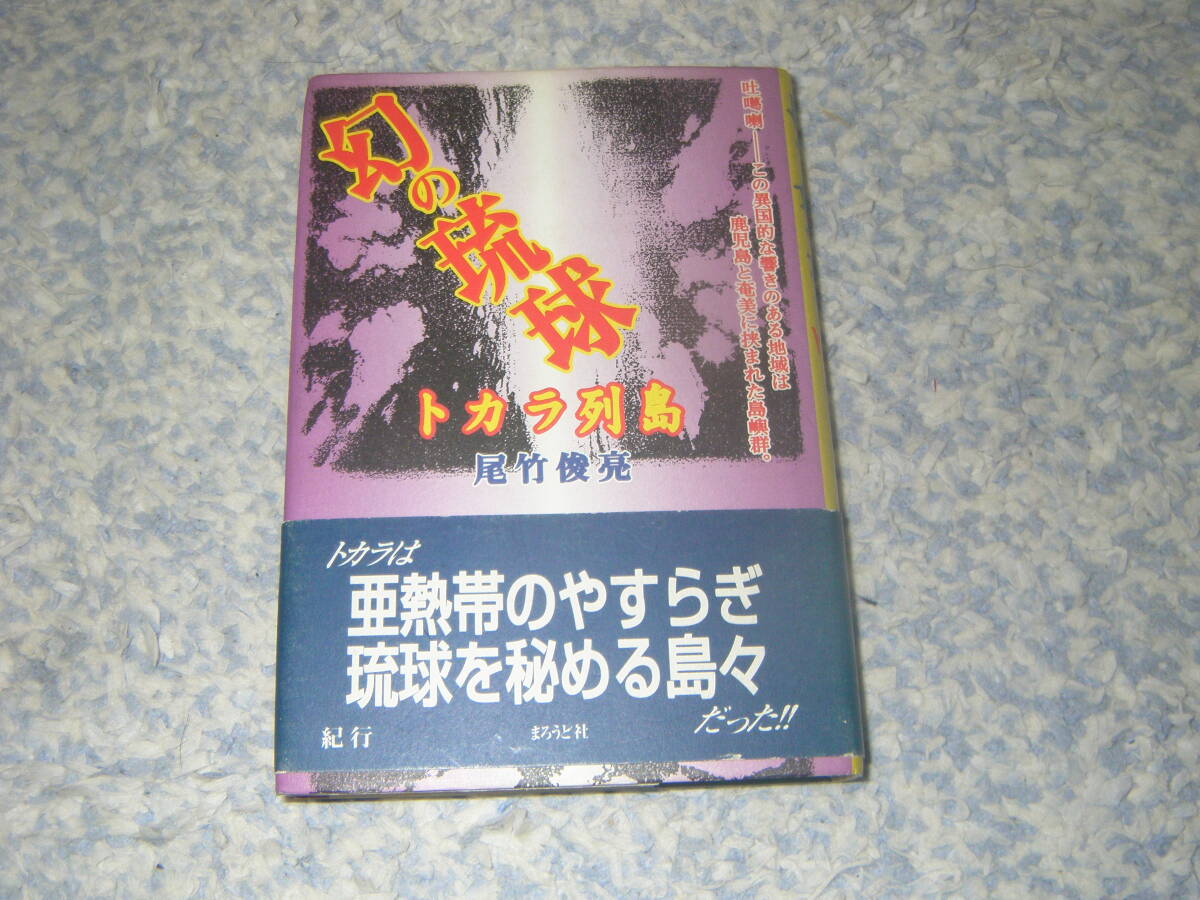 吐噶喇──この異国的な響きのある地域は
鹿児島と奄美に挟まれた島嶼群。
幻の琉球
トカラ列島
尾竹俊亮
トカラは
亜熱帯のやすらぎ
琉球を秘める島々
だった!!
紀行
まろうど社